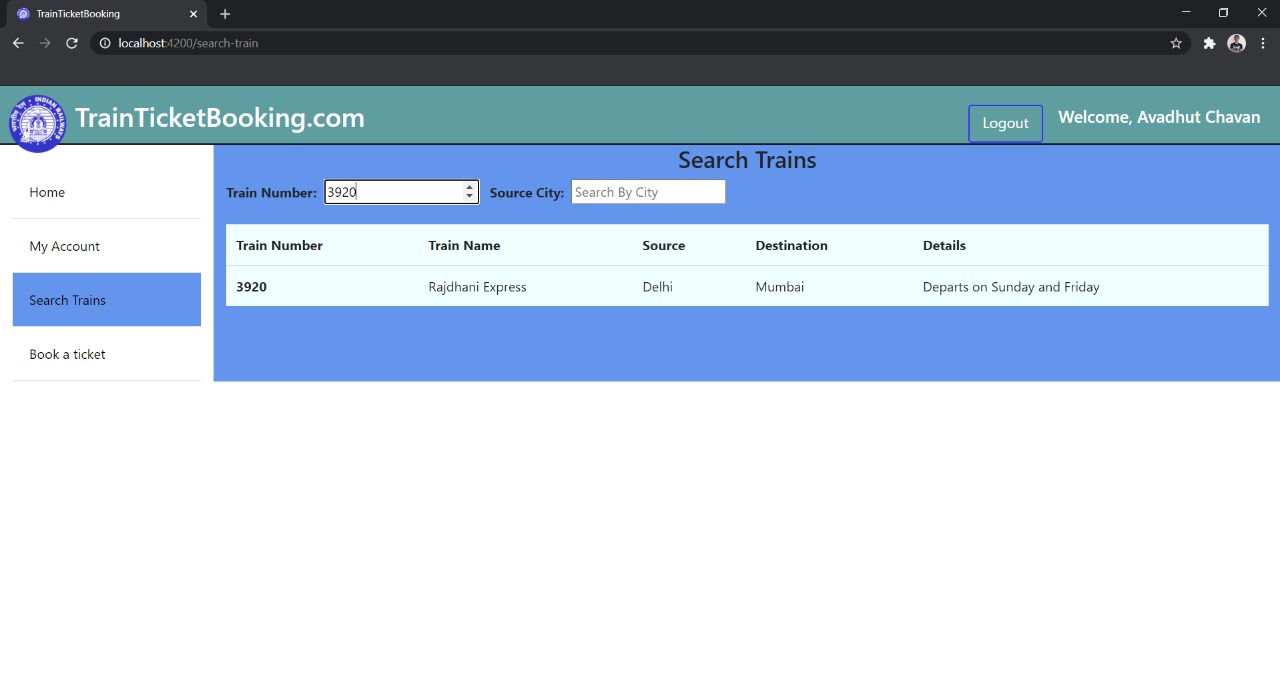 TrainTicketBooking
localhost:4200/search-train
TrainTicketBooking.com
Logout
Welcome, Avadhut Chavan
Home
My Account
Search Trains
Book a ticket
Search Trains
Train Number: 3920 Source City: Search By City
Train Number Train Name Source Destination Details
3920 Rajdhani Express Delhi Mumbai Departs on Sunday and Friday